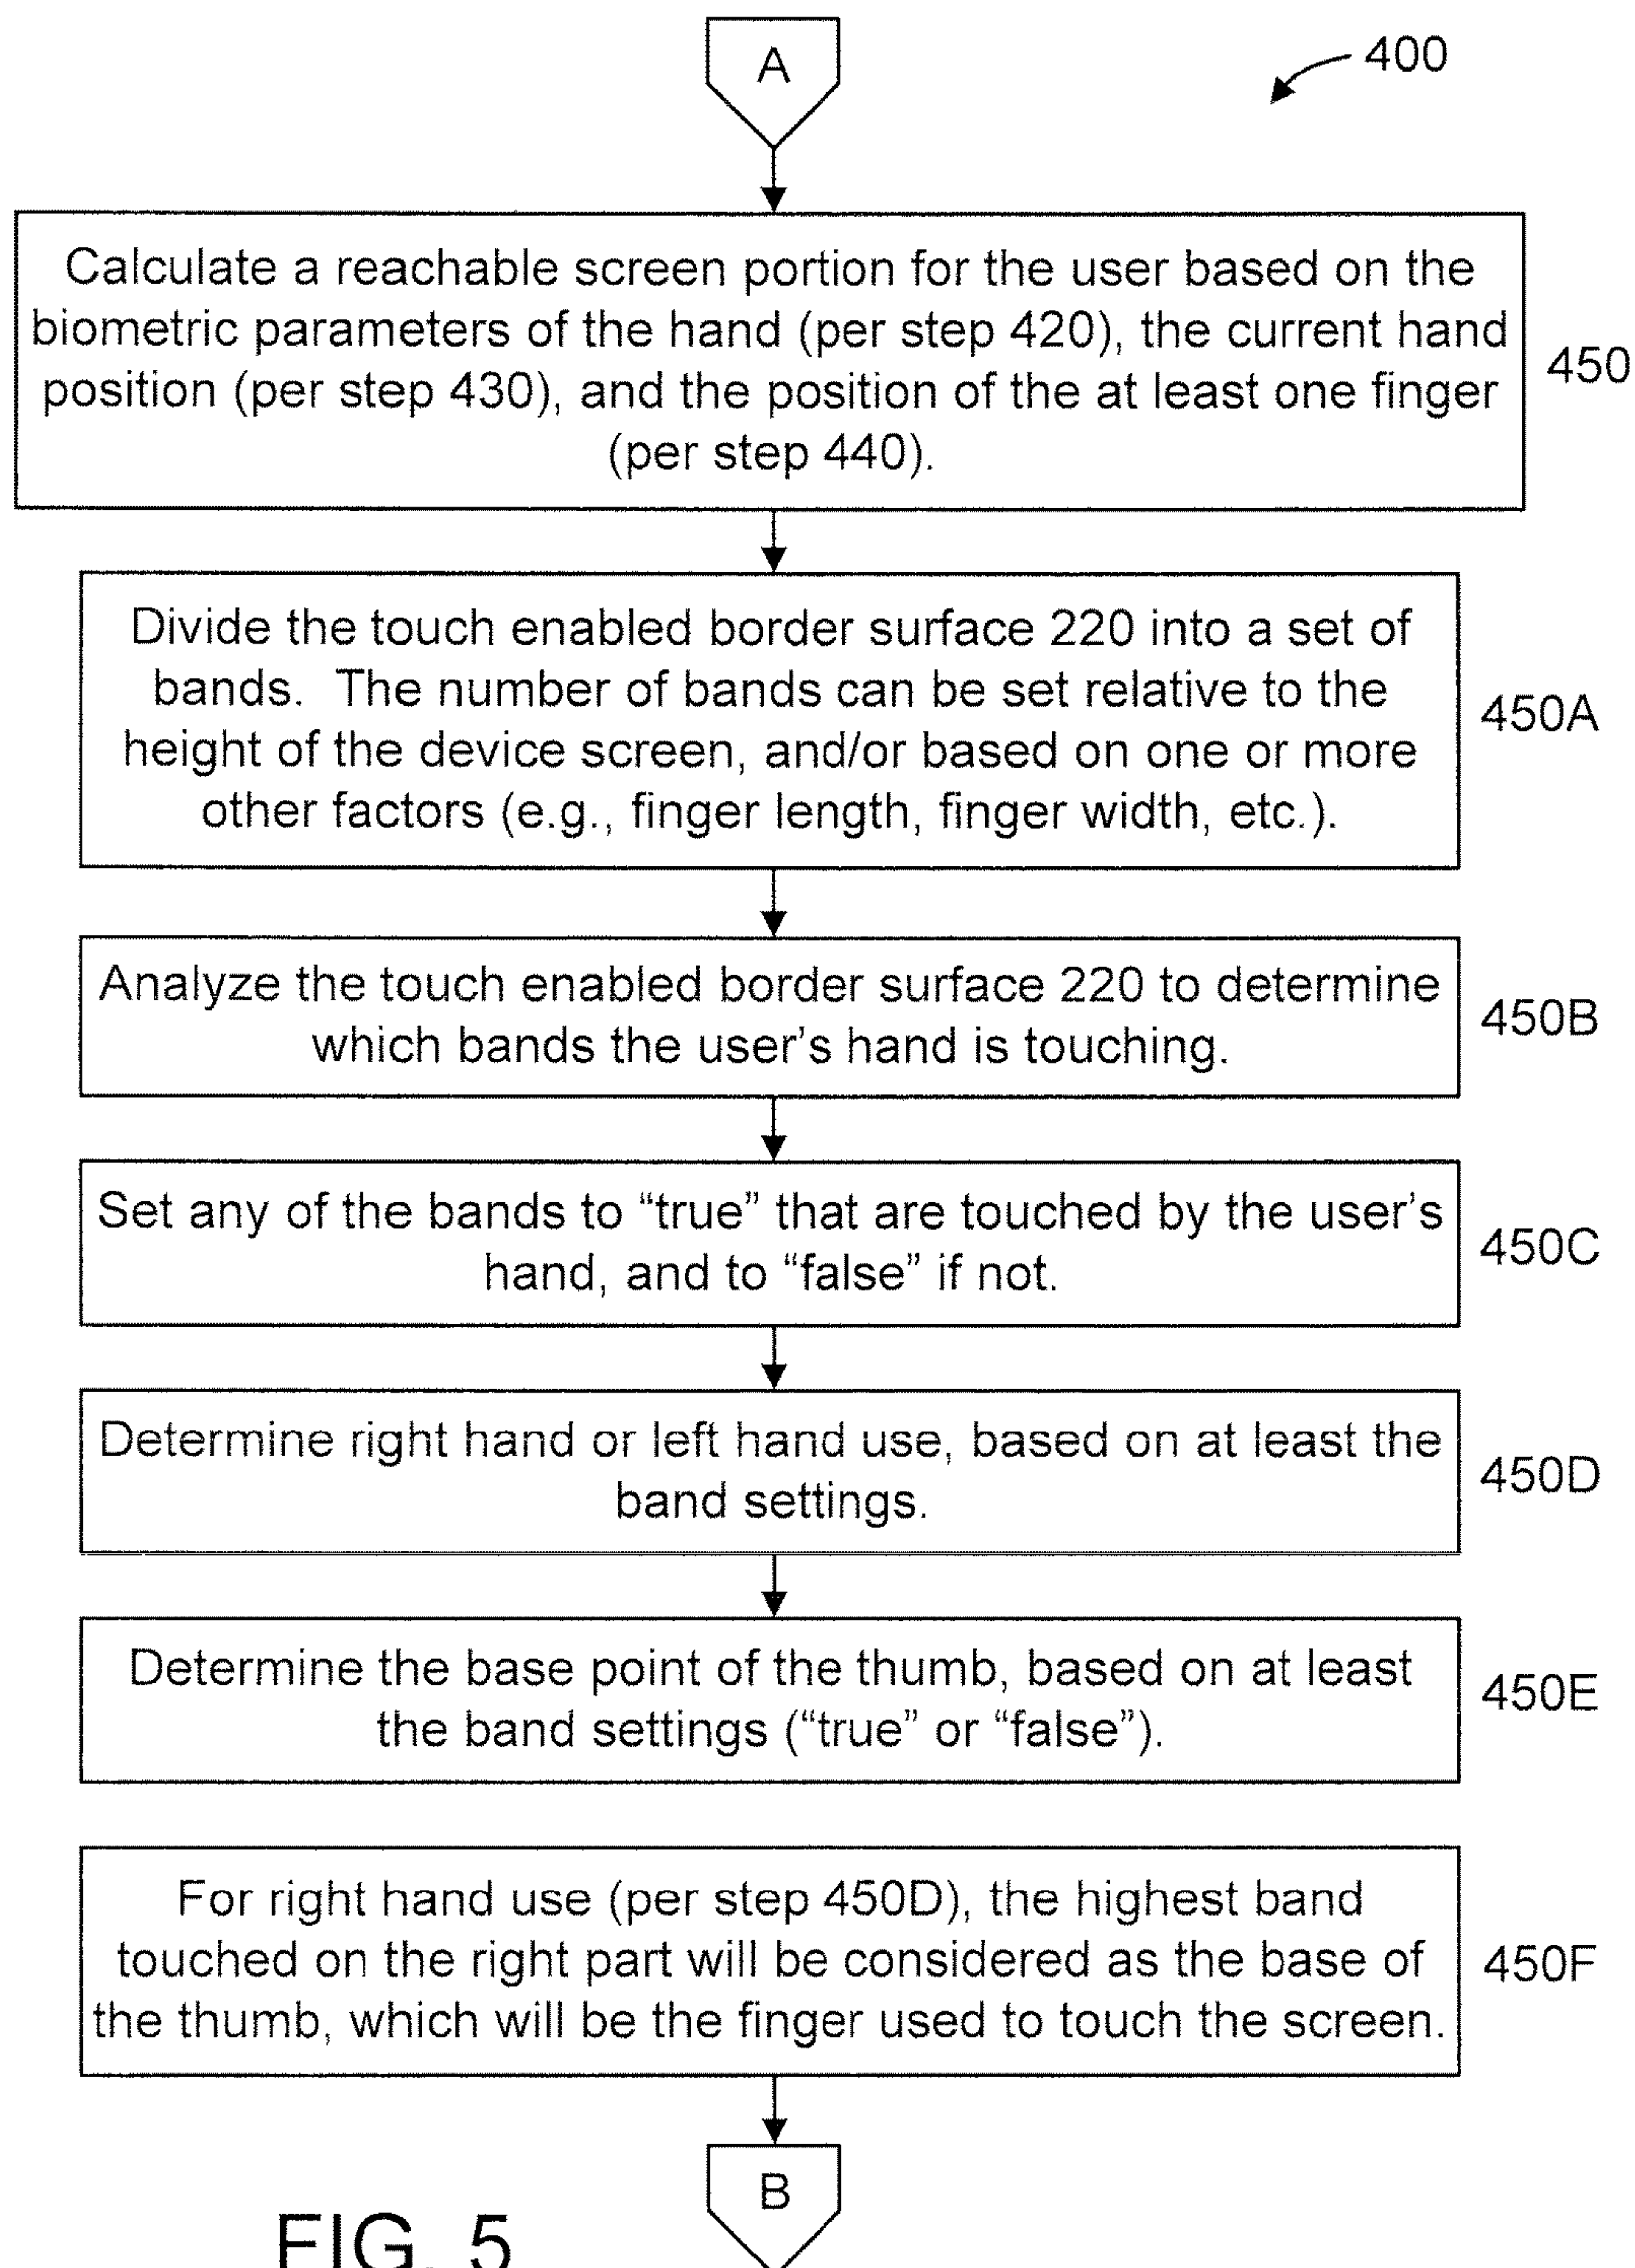 A
400
Calculate a reachable screen portion for the user based on the
biometric parameters of the hand (per step 420), the current hand
position (per step 430), and the position of the at least one finger
(per step 440).
450
Divide the touch enabled border surface 220 into a set of
bands. The number of bands can be set relative to the
height of the device screen, and/or based on one or more
other factors (e.g., finger length, finger width, etc.).
450A
Analyze the touch enabled border surface 220 to determine
which bands the user’s hand is touching.
450B
Set any of the bands to “true” that are touched by the user’s
hand, and to “false” if not.
450C
Determine right hand or left hand use, based on at least the
band settings.
450D
Determine the base point of the thumb, based on at least
the band settings (“true” or “false”).
450E
For right hand use (per step 450D), the highest band
touched on the right part will be considered as the base of
the thumb, which will be the finger used to touch the screen.
450F
B
FIG. 5